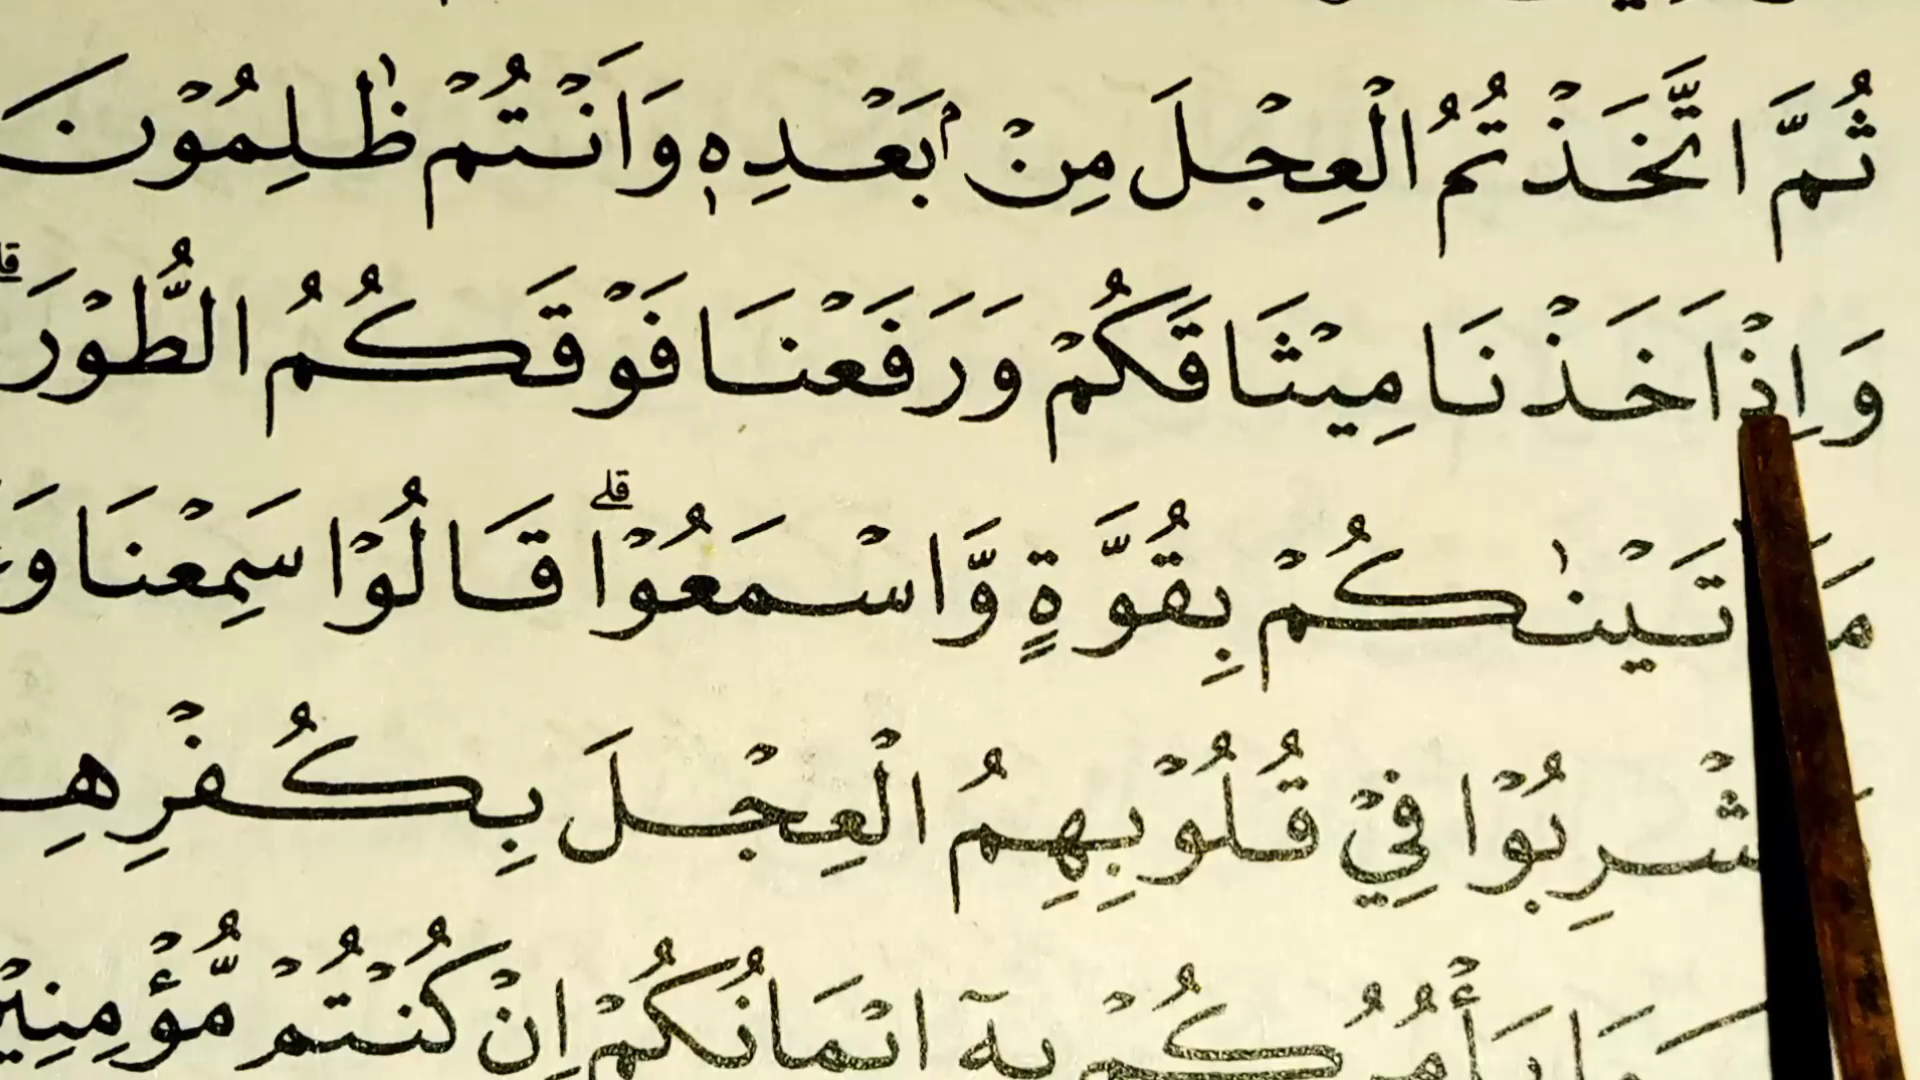 ثُمَّ اتَّخَذْتُمُ الْعِجْلَ مِنْۢ بَعْدِهٖ وَاَنْتُمْ ظٰلِمُوْنَ
وَاِذْ اَخَذْنَا مِيْثَاقَكُمْ وَرَفَعْنَا فَوْقَكُمُ الطُّوْرَ ۗ
تَيْنٰكُمْ بِقُوَّةٍ وَّاسْمَعُوْا ۗ قَالُوْا سَمِعْنَا وَ
شْرِبُوْا فِيْ قُلُوْبِهِمُ الْعِجْلَ بِكُفْرِهِ
يَأْمُرُكُمْ بِهٓ اِيْمَانُكُمْ اِنْ كُنْتُمْ مُّؤْمِنِيْ